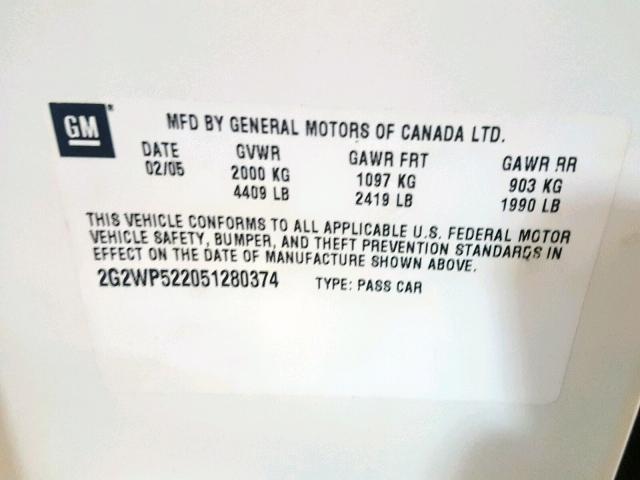 GM
MFD BY GENERAL MOTORS OF CANADA LTD.
DATE GVWR GAWR FRT GAWR RR
02/05 2000 KG 1097 KG 903 KG
4409 LB 2419 LB 1990 LB
THIS VEHICLE CONFORMS TO ALL APPLICABLE U.S. FEDERAL MOTOR
VEHICLE SAFETY, BUMPER, AND THEFT PREVENTION STANDARDS IN
EFFECT ON THE DATE OF MANUFACTURE SHOWN ABOVE.
2G2WP522051280374 TYPE: PASS CAR